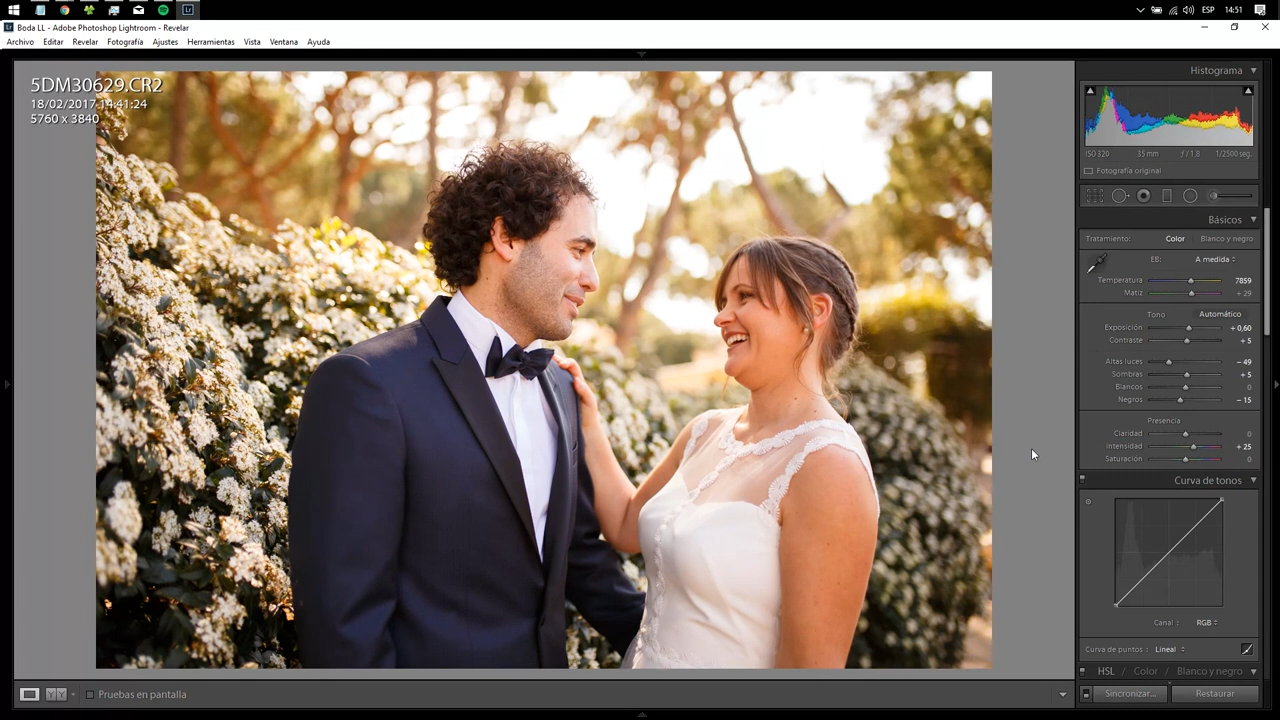 ESP 14:51
Boda LL - Adobe Photoshop Lightroom - Revelar
Archivo Editar Revelar Fotografía Ajustes Herramientas Vista Ventana Ayuda
5DM30629.CR2
18/02/2017 14:41:24
5760 x 3840
Histograma
ISO 320 35 mm ƒ / 1,8 1/2500 seg.
Fotografía original
Básicos
Tratamiento: Color Blanco y negro
EB: A medida
Temperatura 7859
Matiz + 29
Tono Automático
Exposición + 0,60
Contraste + 5
Altas luces − 49
Sombras + 5
Blancos 0
Negros − 15
Presencia
Claridad 0
Intensidad + 25
Saturación 0
Curva de tonos
Canal : RGB
Curva de puntos : Lineal
HSL / Color / Blanco y negro
YY Pruebas en pantalla
Sincronizar... Restaurar